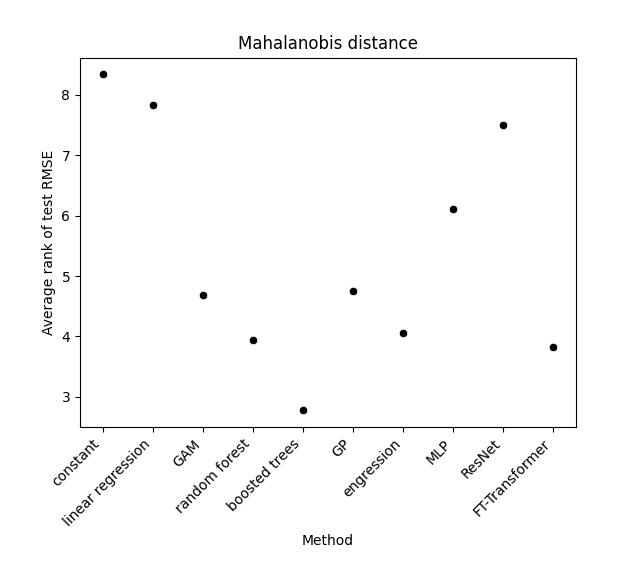 Mahalanobis distance
Average rank of test RMSE
8
7
6
5
4
3
constant
linear regression
GAM
random forest
boosted trees
GP
engression
MLP
ResNet
FT-Transformer
Method